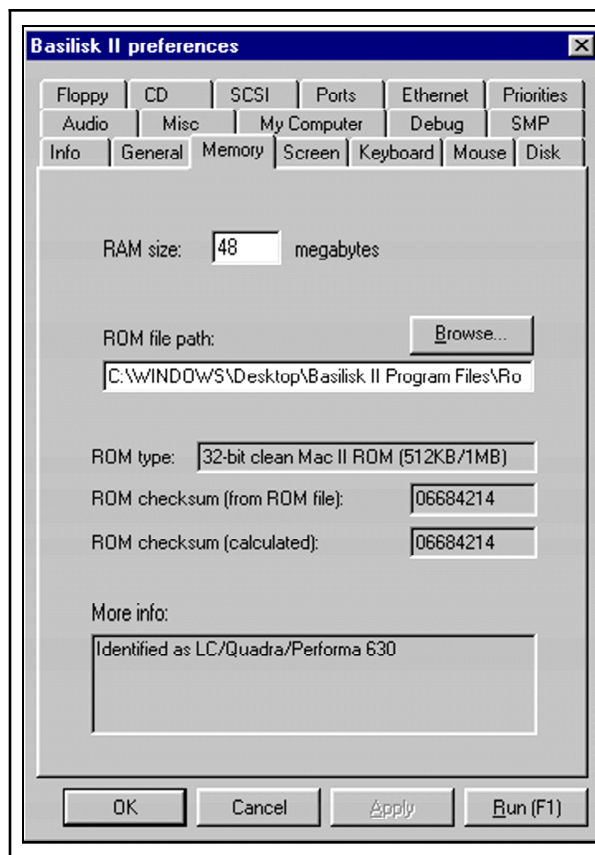 Basilisk II preferences
Floppy CD SCSI Ports Ethernet Priorities
Audio Misc My Computer Debug SMP
Info General Memory Screen Keyboard Mouse Disk
RAM size: 48 megabytes
ROM file path: Browse...
C:\WINDOWS\Desktop\Basilisk II Program Files\Ro
ROM type: 32-bit clean Mac II ROM (512KB/1MB)
ROM checksum (from ROM file): 06684214
ROM checksum (calculated): 06684214
More info:
Identified as LC/Quadra/Performa 630
OK Cancel Apply Run (F1)